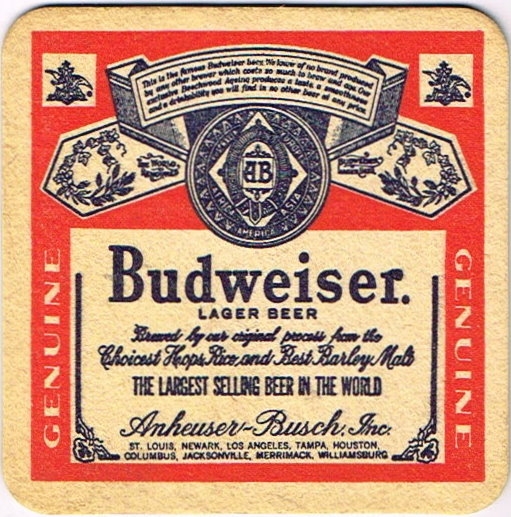 This is the famous Budweiser beer. We know of no brand produced
by any other brewer which costs so much to brew and age. Our
exclusive Beechwood Ageing produces a taste, a smoothness
and a drinkability you will find in no other beer at any price.
AB
AFRICA AMERICA ASIA
GENUINE
GENUINE
Budweiser.
LAGER BEER
Brewed by our original process from the
Choicest Hops, Rice and Best Barley Malt
THE LARGEST SELLING BEER IN THE WORLD
Anheuser-Busch, Inc.
ST. LOUIS, NEWARK, LOS ANGELES, TAMPA, HOUSTON,
COLUMBUS, JACKSONVILLE, MERRIMACK, WILLIAMSBURG